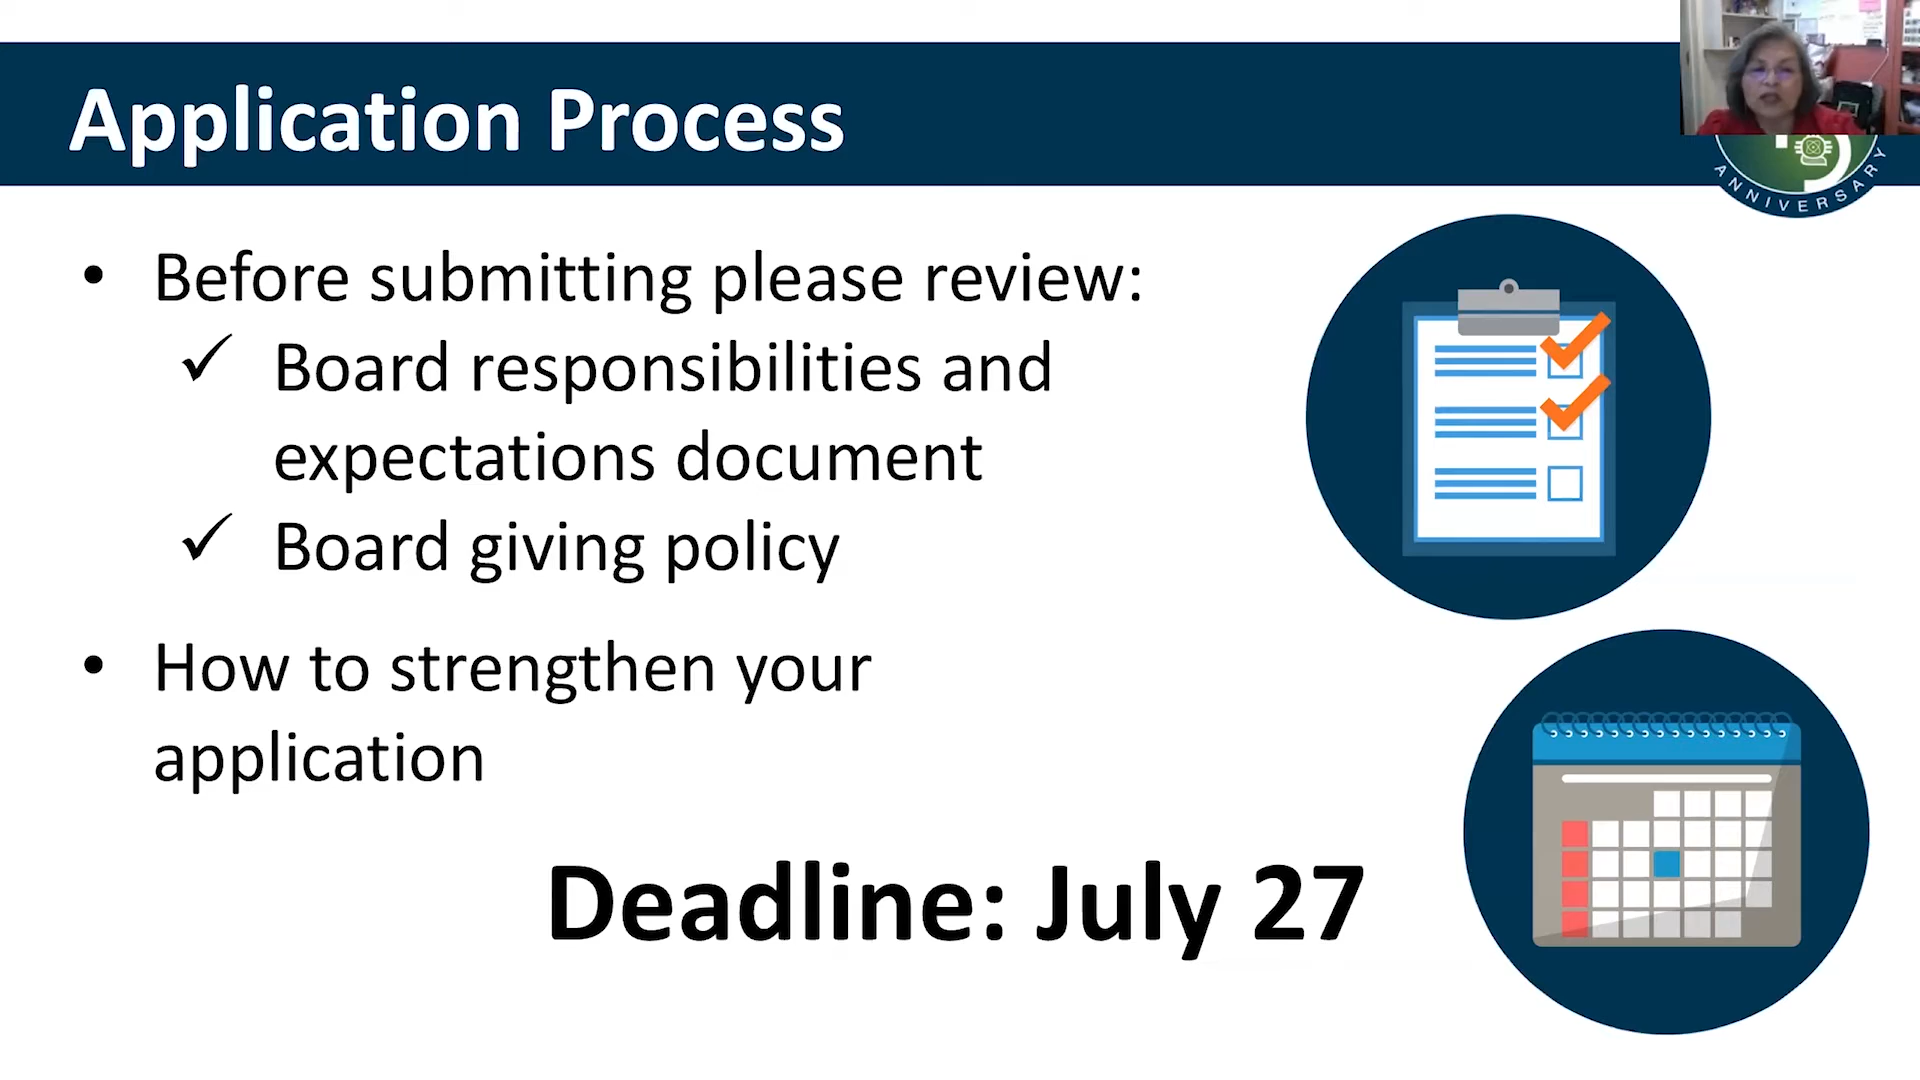 Application Process
ANNIVERSARY
• Before submitting please review:
✓ Board responsibilities and
expectations document
✓ Board giving policy
• How to strengthen your
application
Deadline: July 27